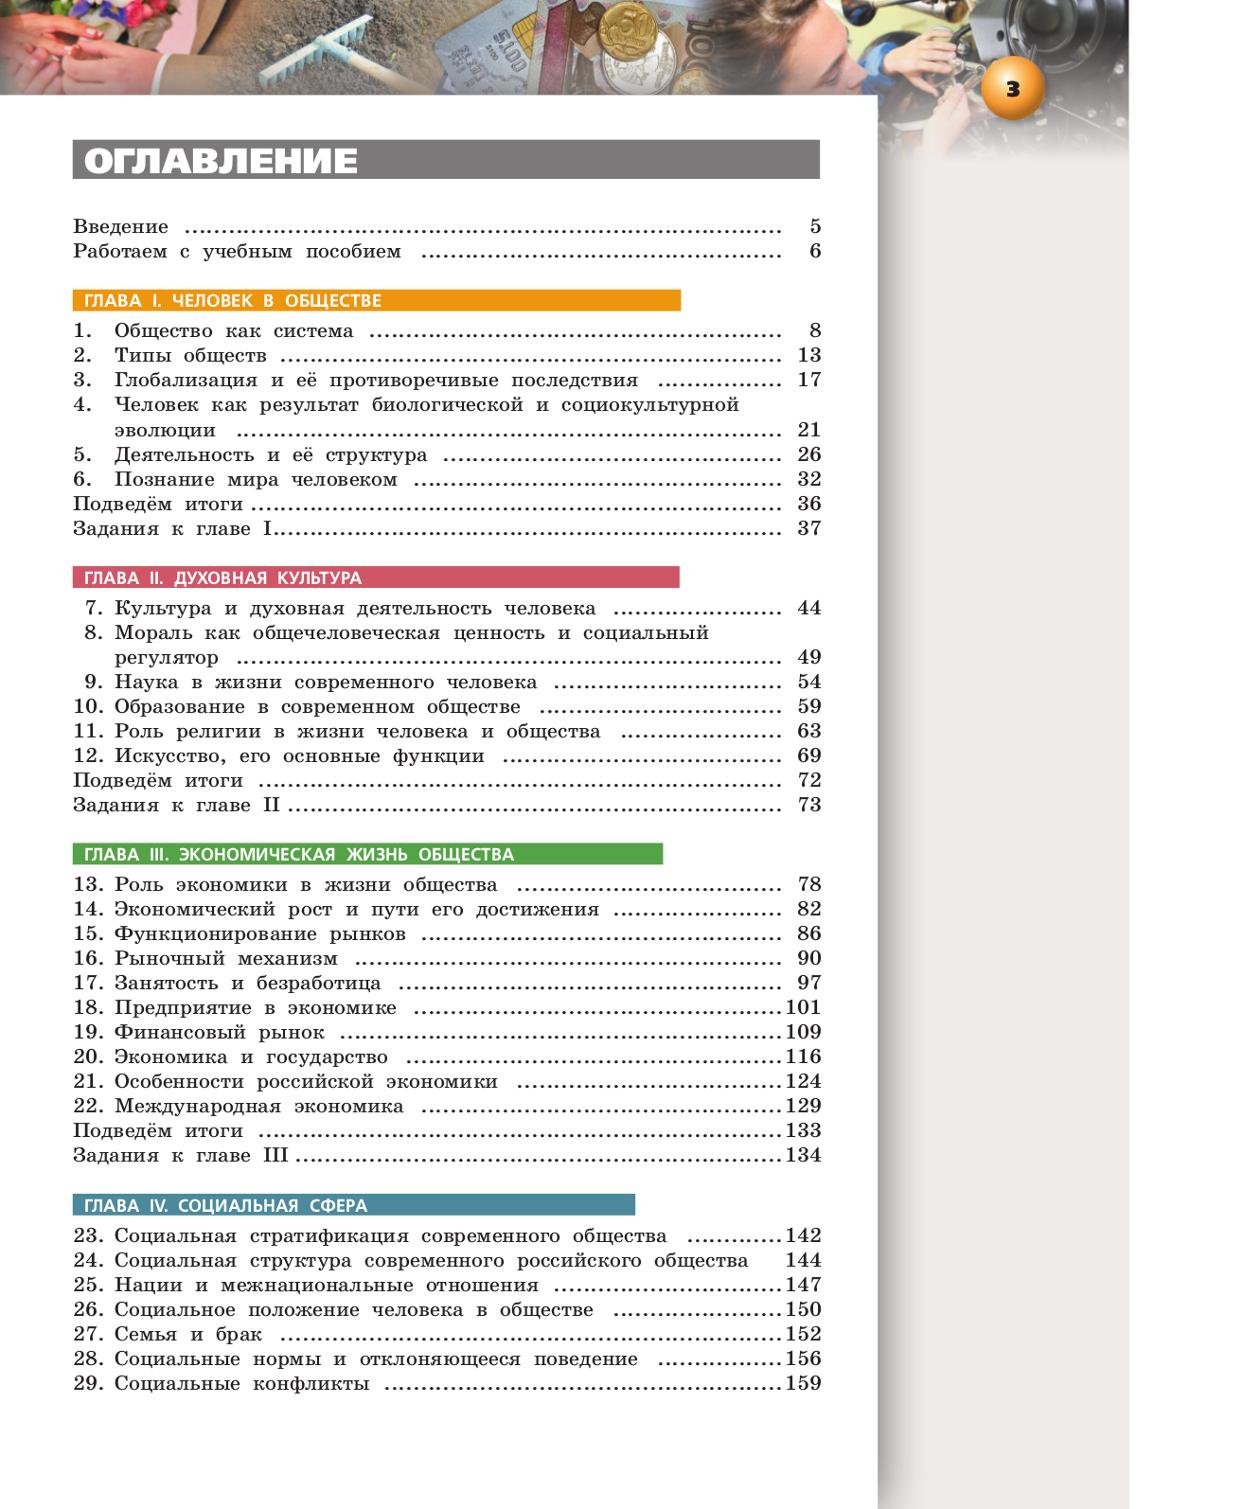 3
ОГЛАВЛЕНИЕ
Введение ........ 5
Работаем с учебным пособием ........ 6
ГЛАВА I. ЧЕЛОВЕК В ОБЩЕСТВЕ
1. Общество как система ........ 8
2. Типы обществ ........ 13
3. Глобализация и её противоречивые последствия ........ 17
4. Человек как результат биологической и социокультурной
эволюции ........ 21
5. Деятельность и её структура ........ 26
6. Познание мира человеком ........ 32
Подведём итоги ........ 36
Задания к главе I ........ 37
ГЛАВА II. ДУХОВНАЯ КУЛЬТУРА
7. Культура и духовная деятельность человека ........ 44
8. Мораль как общечеловеческая ценность и социальный
регулятор ........ 49
9. Наука в жизни современного человека ........ 54
10. Образование в современном обществе ........ 59
11. Роль религии в жизни человека и общества ........ 63
12. Искусство, его основные функции ........ 69
Подведём итоги ........ 72
Задания к главе II ........ 73
ГЛАВА III. ЭКОНОМИЧЕСКАЯ ЖИЗНЬ ОБЩЕСТВА
13. Роль экономики в жизни общества ........ 78
14. Экономический рост и пути его достижения ........ 82
15. Функционирование рынков ........ 86
16. Рыночный механизм ........ 90
17. Занятость и безработица ........ 97
18. Предприятие в экономике ........ 101
19. Финансовый рынок ........ 109
20. Экономика и государство ........ 116
21. Особенности российской экономики ........ 124
22. Международная экономика ........ 129
Подведём итоги ........ 133
Задания к главе III ........ 134
ГЛАВА IV. СОЦИАЛЬНАЯ СФЕРА
23. Социальная стратификация современного общества ........ 142
24. Социальная структура современного российского общества 144
25. Нации и межнациональные отношения ........ 147
26. Социальное положение человека в обществе ........ 150
27. Семья и брак ........ 152
28. Социальные нормы и отклоняющееся поведение ........ 156
29. Социальные конфликты ........ 159